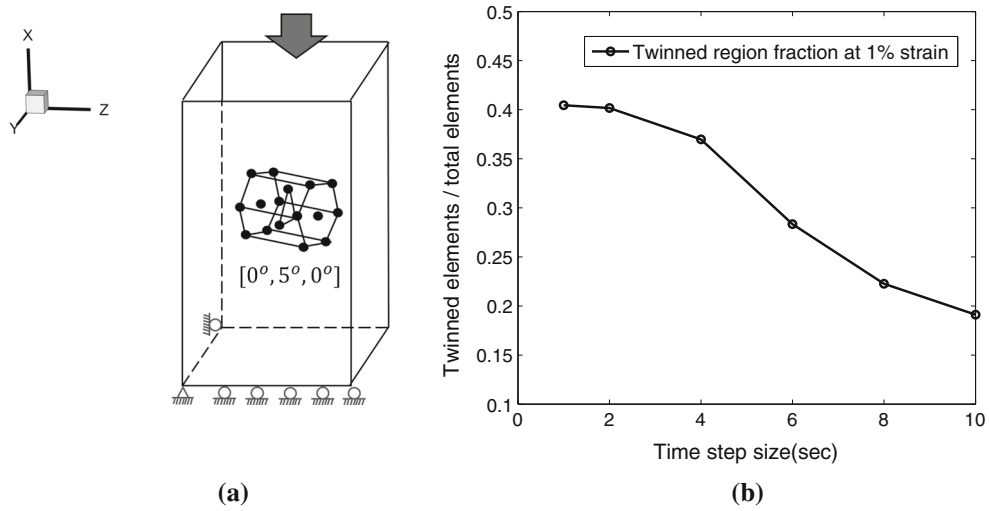 X
Z
Y
[0°, 5°, 0°]
(a)
0.5
0.45
0.4
0.35
0.3
0.25
0.2
0.15
0.1
Twinned elements / total elements
Twinned region fraction at 1% strain
0 2 4 6 8 10
Time step size(sec)
(b)